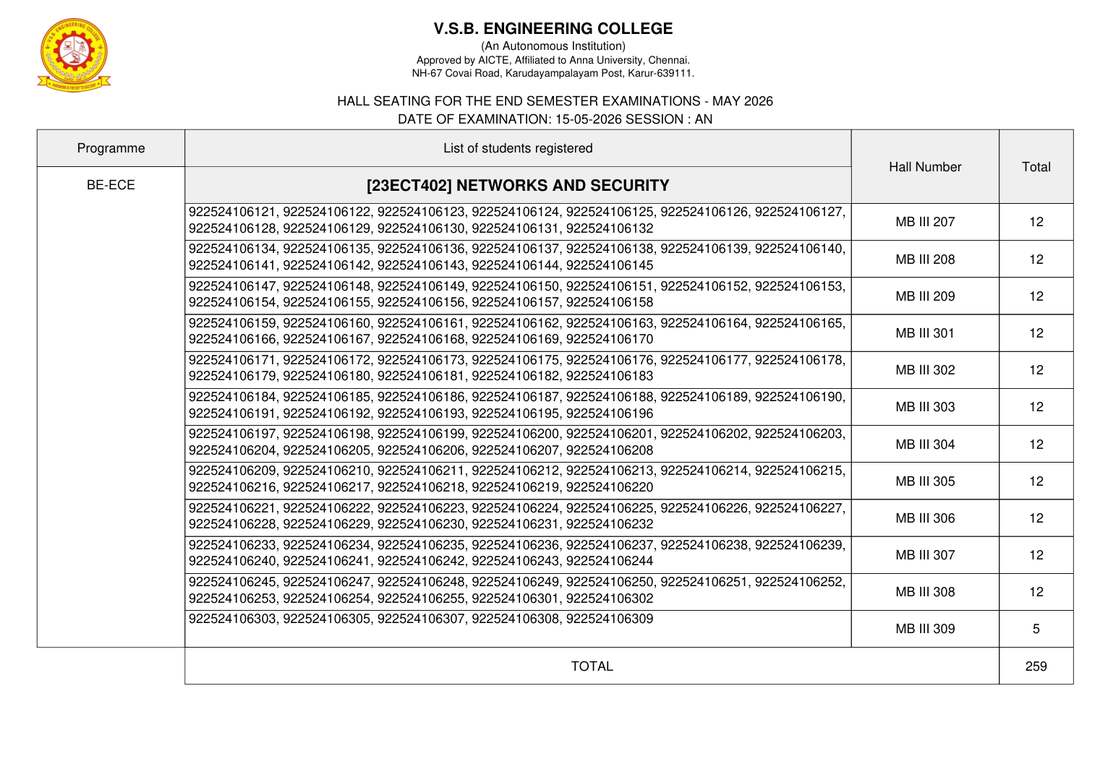 V.S.B. ENGINEERING COLLEGE
(An Autonomous Institution)
Approved by AICTE, Affiliated to Anna University, Chennai.
NH-67 Covai Road, Karudayampalayam Post, Karur-639111.
HALL SEATING FOR THE END SEMESTER EXAMINATIONS - MAY 2026
DATE OF EXAMINATION: 15-05-2026 SESSION : AN
Programme List of students registered Hall Number Total
BE-ECE [23ECT402] NETWORKS AND SECURITY
922524106121, 922524106122, 922524106123, 922524106124, 922524106125, 922524106126, 922524106127,
922524106128, 922524106129, 922524106130, 922524106131, 922524106132
MB III 207 12
922524106134, 922524106135, 922524106136, 922524106137, 922524106138, 922524106139, 922524106140,
922524106141, 922524106142, 922524106143, 922524106144, 922524106145
MB III 208 12
922524106147, 922524106148, 922524106149, 922524106150, 922524106151, 922524106152, 922524106153,
922524106154, 922524106155, 922524106156, 922524106157, 922524106158
MB III 209 12
922524106159, 922524106160, 922524106161, 922524106162, 922524106163, 922524106164, 922524106165,
922524106166, 922524106167, 922524106168, 922524106169, 922524106170
MB III 301 12
922524106171, 922524106172, 922524106173, 922524106175, 922524106176, 922524106177, 922524106178,
922524106179, 922524106180, 922524106181, 922524106182, 922524106183
MB III 302 12
922524106184, 922524106185, 922524106186, 922524106187, 922524106188, 922524106189, 922524106190,
922524106191, 922524106192, 922524106193, 922524106195, 922524106196
MB III 303 12
922524106197, 922524106198, 922524106199, 922524106200, 922524106201, 922524106202, 922524106203,
922524106204, 922524106205, 922524106206, 922524106207, 922524106208
MB III 304 12
922524106209, 922524106210, 922524106211, 922524106212, 922524106213, 922524106214, 922524106215,
922524106216, 922524106217, 922524106218, 922524106219, 922524106220
MB III 305 12
922524106221, 922524106222, 922524106223, 922524106224, 922524106225, 922524106226, 922524106227,
922524106228, 922524106229, 922524106230, 922524106231, 922524106232
MB III 306 12
922524106233, 922524106234, 922524106235, 922524106236, 922524106237, 922524106238, 922524106239,
922524106240, 922524106241, 922524106242, 922524106243, 922524106244
MB III 307 12
922524106245, 922524106247, 922524106248, 922524106249, 922524106250, 922524106251, 922524106252,
922524106253, 922524106254, 922524106255, 922524106301, 922524106302
MB III 308 12
922524106303, 922524106305, 922524106307, 922524106308, 922524106309
MB III 309 5
TOTAL 259